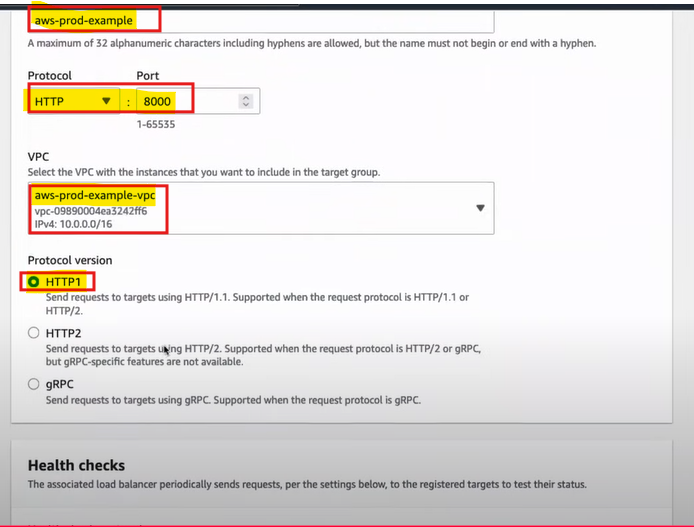 aws-prod-example
A maximum of 32 alphanumeric characters including hyphens are allowed, but the name must not begin or end with a hyphen.
Protocol Port
HTTP : 8000
1-65535
VPC
Select the VPC with the instances that you want to include in the target group.
aws-prod-example-vpc
vpc-09890004ea3242ff6
IPv4: 10.0.0.0/16
Protocol version
HTTP1
Send requests to targets using HTTP/1.1. Supported when the request protocol is HTTP/1.1 or
HTTP/2.
HTTP2
Send requests to targets using HTTP/2. Supported when the request protocol is HTTP/2 or gRPC,
but gRPC-specific features are not available.
gRPC
Send requests to targets using gRPC. Supported when the request protocol is gRPC.
Health checks
The associated load balancer periodically sends requests, per the settings below, to the registered targets to test their status.